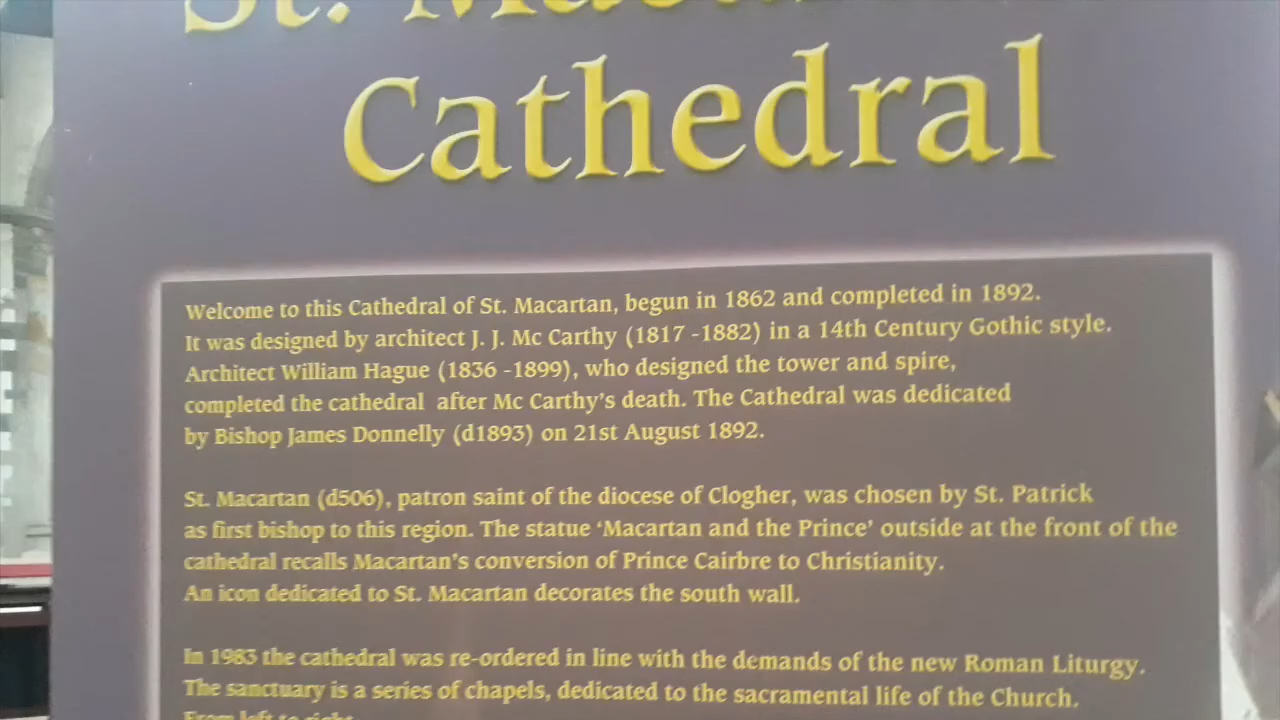 St.
Cathedral
Welcome to this Cathedral of St. Macartan, begun in 1862 and completed in 1892.
It was designed by architect J. J. Mc Carthy (1817 -1882) in a 14th Century Gothic style.
Architect William Hague (1836 -1899), who designed the tower and spire,
completed the cathedral after Mc Carthy's death. The Cathedral was dedicated
by Bishop James Donnelly (d1893) on 21st August 1892.
St. Macartan (d506), patron saint of the diocese of Clogher, was chosen by St. Patrick
as first bishop to this region. The statue ‘Macartan and the Prince’ outside at the front of the
cathedral recalls Macartan's conversion of Prince Cairbre to Christianity.
An icon dedicated to St. Macartan decorates the south wall.
In 1983 the cathedral was re-ordered in line with the demands of the new Roman Liturgy.
The sanctuary is a series of chapels, dedicated to the sacramental life of the Church.
From left to right